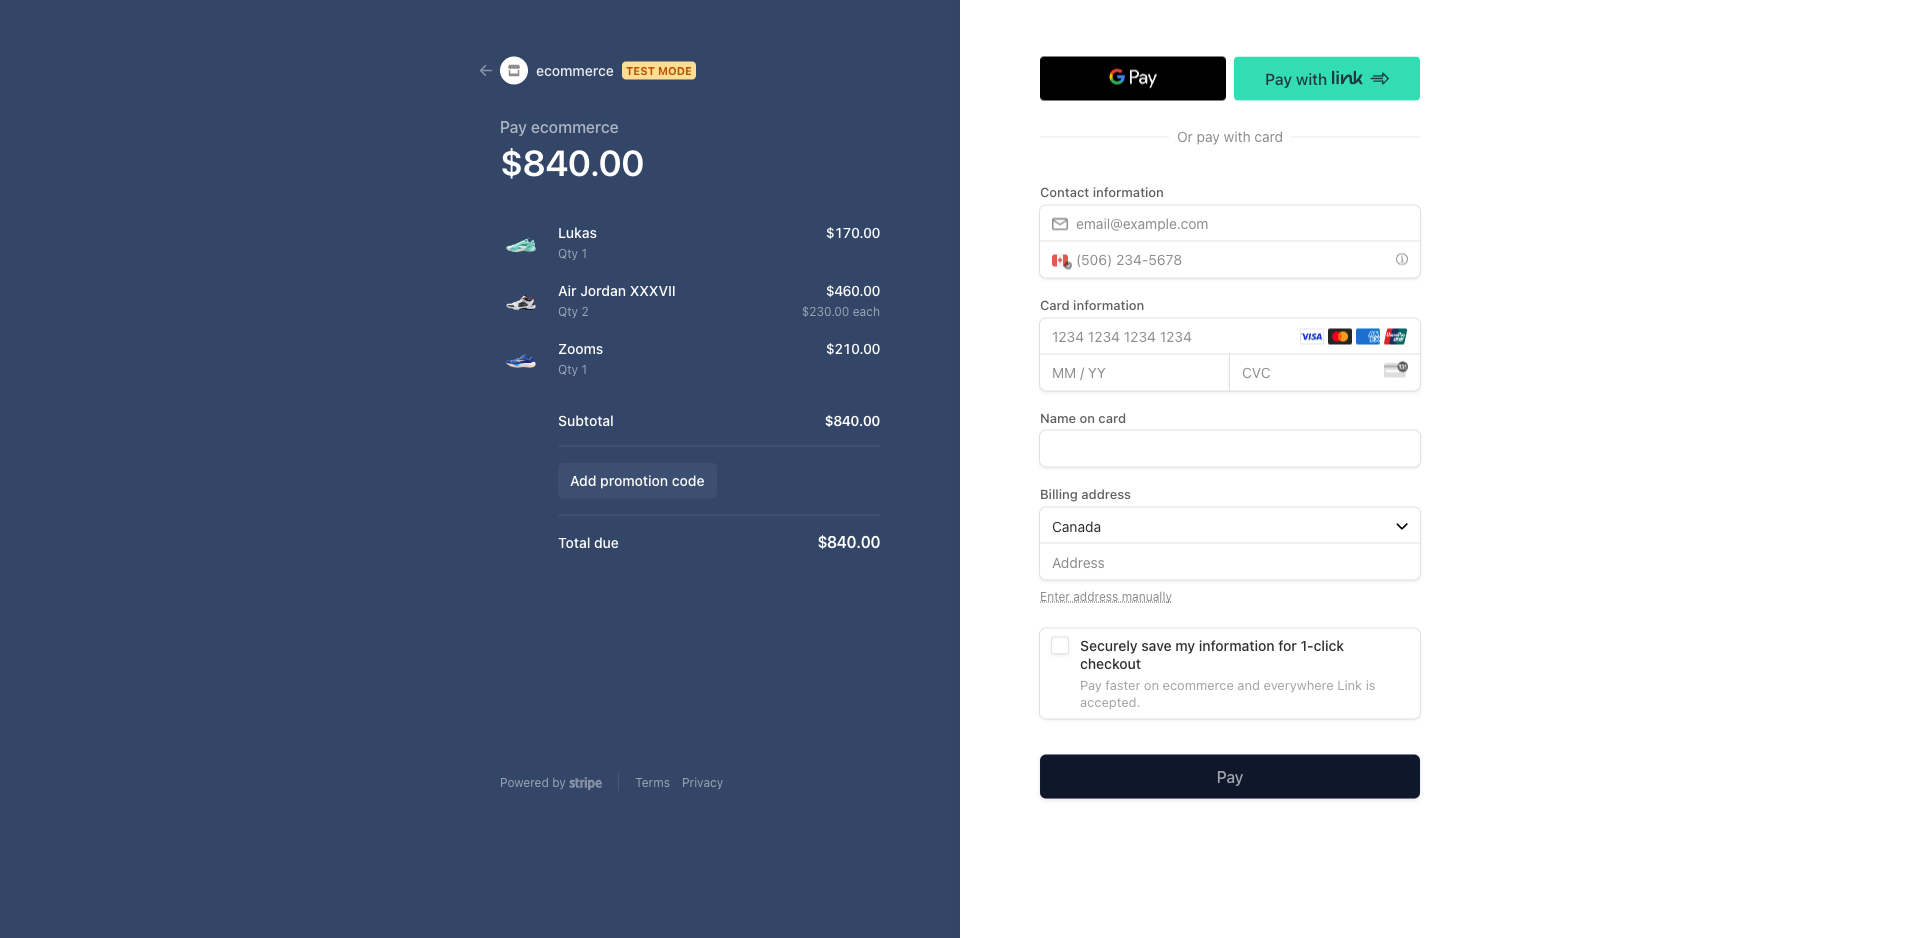 ecommerce TEST MODE
Pay ecommerce
$840.00
Lukas $170.00
Qty 1
Air Jordan XXXVII $460.00
Qty 2 $230.00 each
Zooms $210.00
Qty 1
Subtotal $840.00
Add promotion code
Total due $840.00
Powered by stripe Terms Privacy
G Pay Pay with link
Or pay with card
Contact information
email@example.com
(506) 234-5678
Card information
1234 1234 1234 1234 VISA
MM / YY CVC
Name on card
Billing address
Canada
Address
Enter address manually
Securely save my information for 1-click
checkout
Pay faster on ecommerce and everywhere Link is
accepted.
Pay